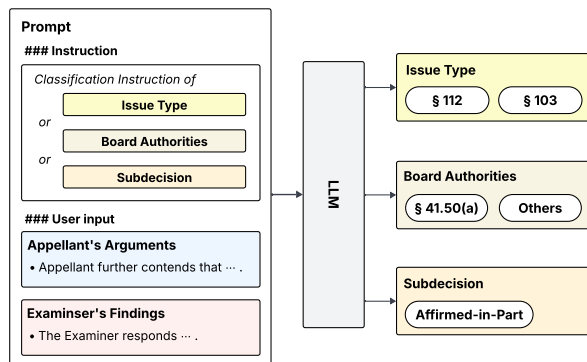 Prompt
### Instruction
Classification Instruction of
Issue Type
or
Board Authorities
or
Subdecision
### User input
Appellant's Arguments
• Appellant further contends that ··· .
Examinser's Findings
• The Examiner responds ··· .
LLM
Issue Type
§ 112 § 103
Board Authorities
§ 41.50(a) Others
Subdecision
Affirmed-in-Part